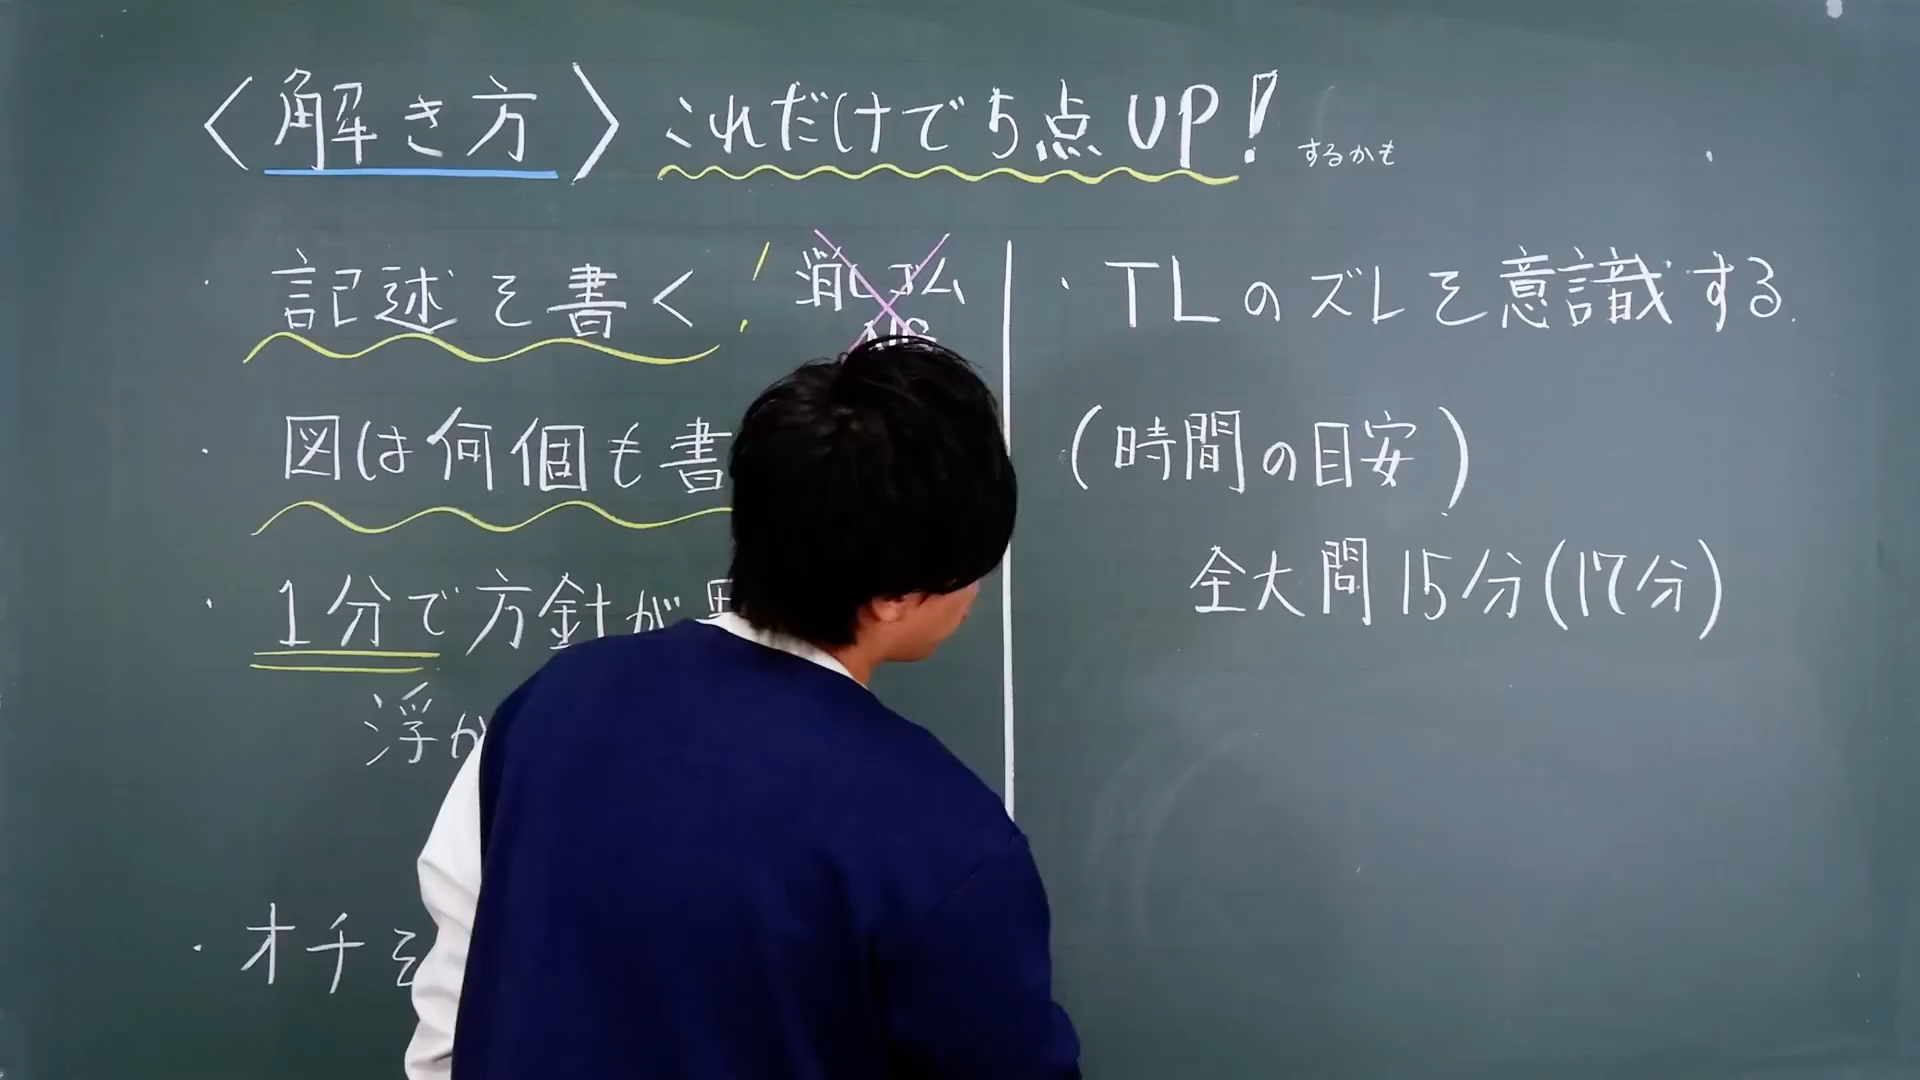 〈解き方〉これだけで5点UP! するかも
・記述を書く! 消しゴム
・図は何個も書
・1分で方針が
浮か
・オチを
・TLのズレを意識する
(時間の目安)
全大問15分(17分)